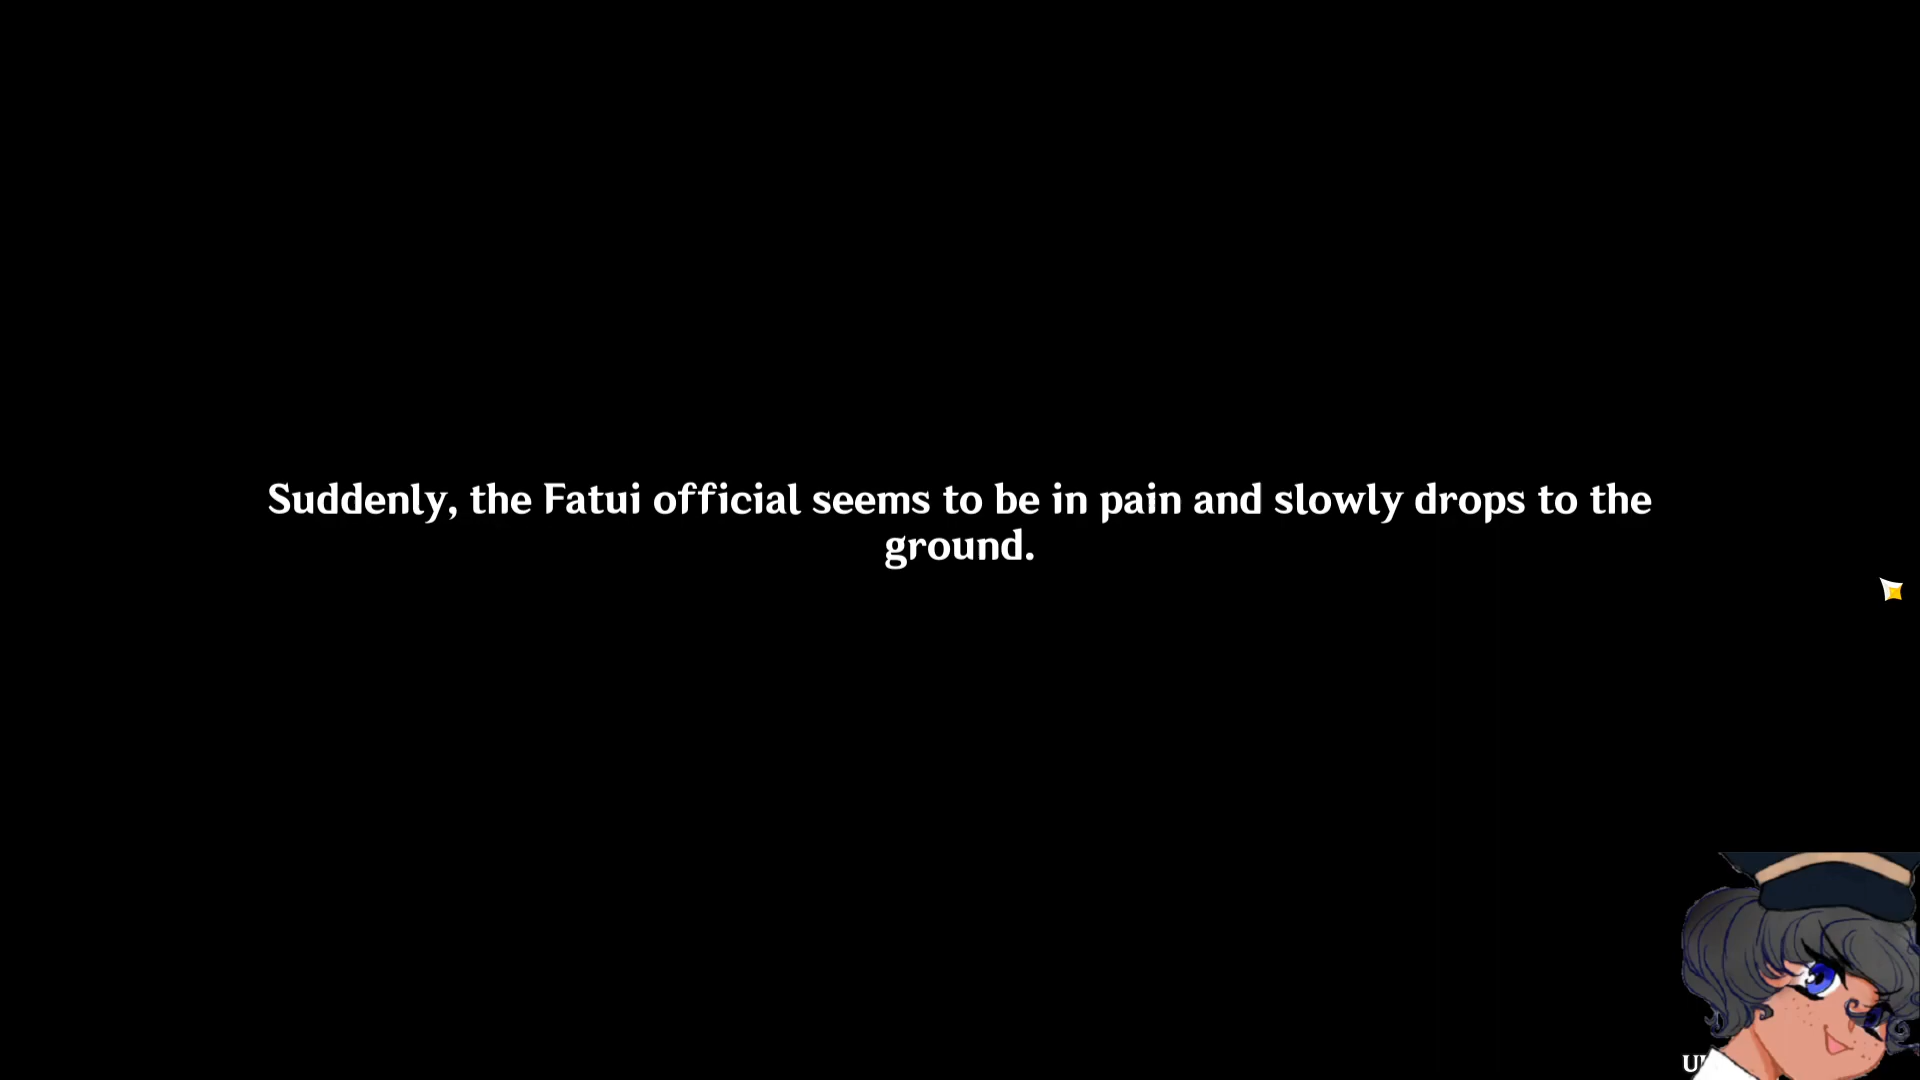 Suddenly, the Fatui official seems to be in pain and slowly drops to the
ground.